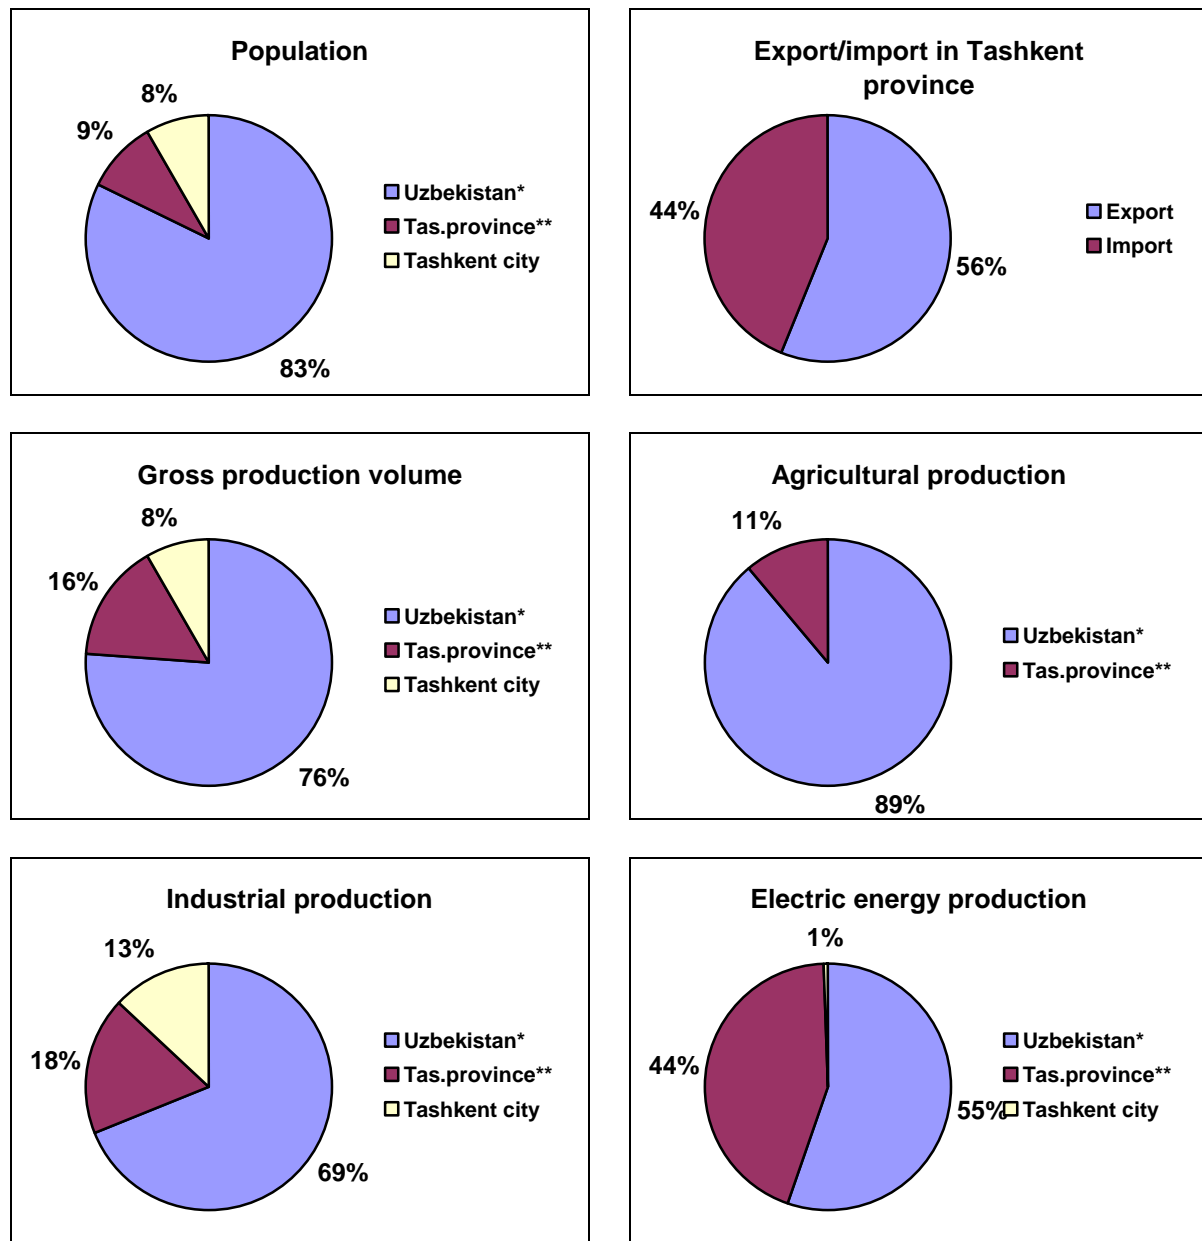 Population
8%
9%
83%
Uzbekistan*
Tas.province**
Tashkent city
Export/import in Tashkent
province
44%
56%
Export
Import
Gross production volume
8%
16%
76%
Uzbekistan*
Tas.province**
Tashkent city
Agricultural production
11%
89%
Uzbekistan*
Tas.province**
Industrial production
13%
18%
69%
Uzbekistan*
Tas.province**
Tashkent city
Electric energy production
1%
44%
55%
Uzbekistan*
Tas.province**
Tashkent city